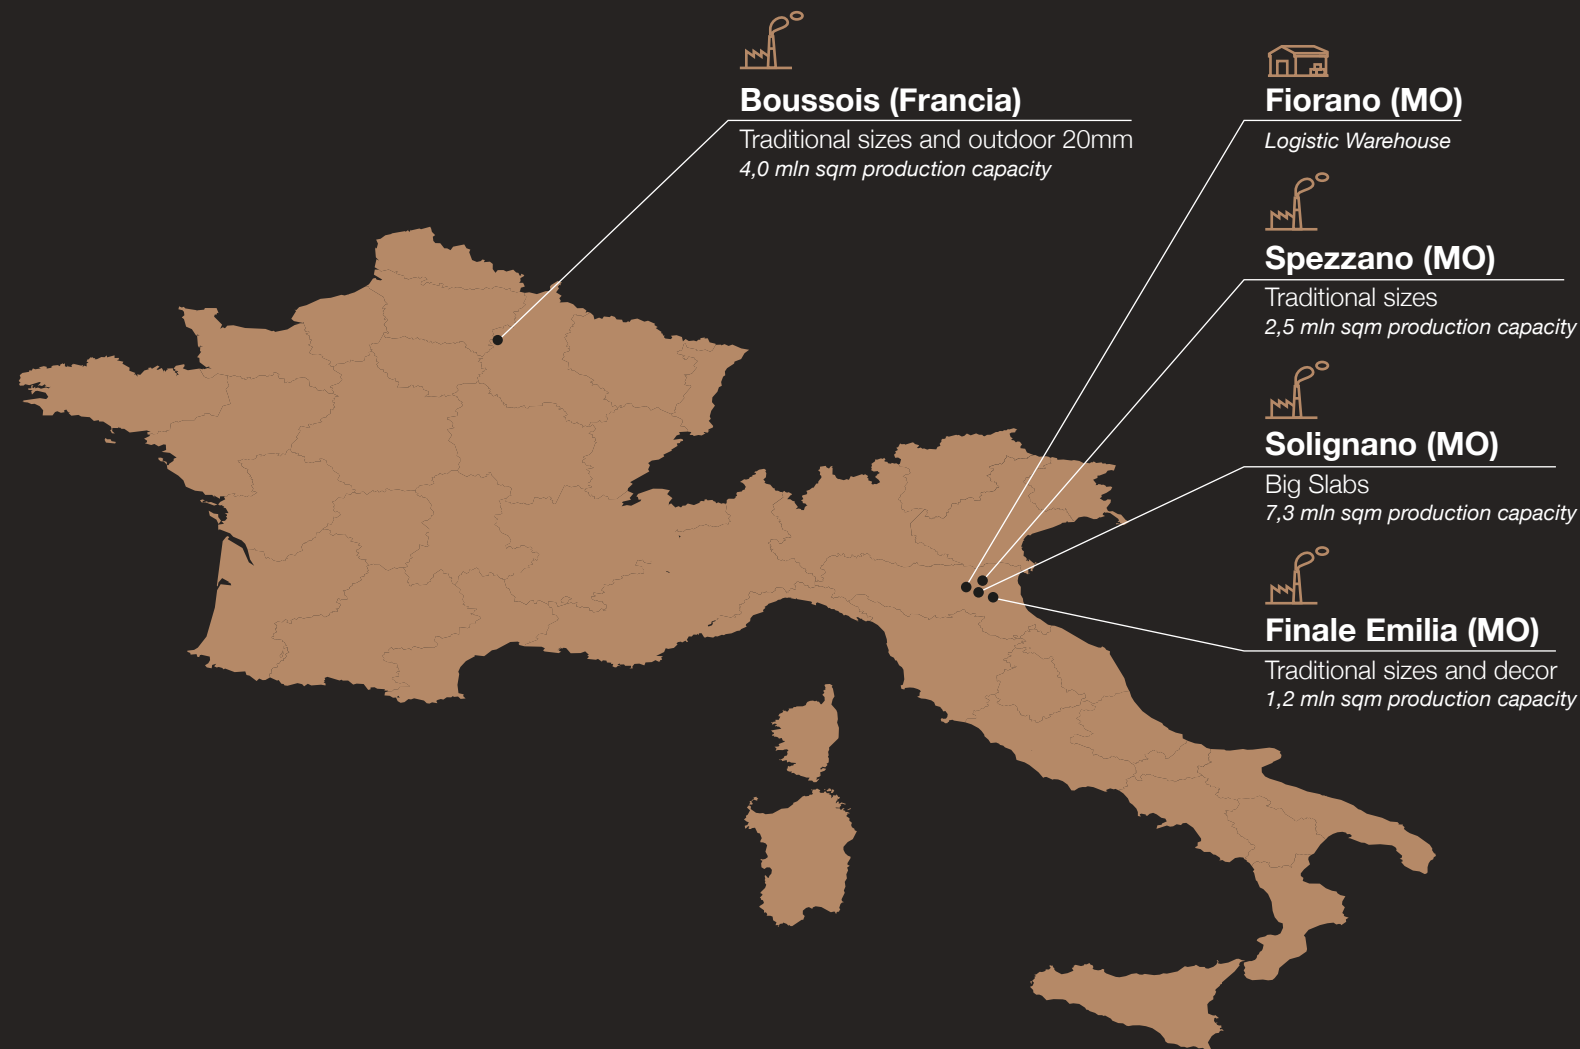 Boussois (Francia)
Traditional sizes and outdoor 20mm
4,0 mln sqm production capacity
Fiorano (MO)
Logistic Warehouse
Spezzano (MO)
Traditional sizes
2,5 mln sqm production capacity
Solignano (MO)
Big Slabs
7,3 mln sqm production capacity
Finale Emilia (MO)
Traditional sizes and decor
1,2 mln sqm production capacity